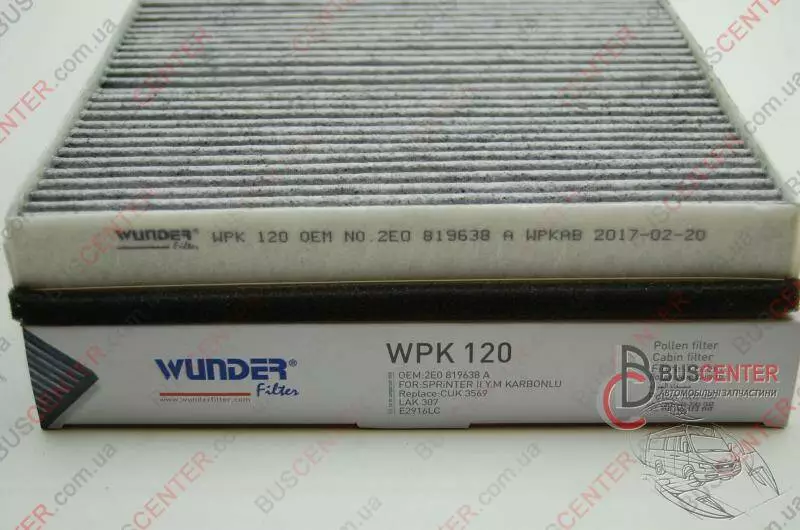 WUNDER® Filter WPK 120 OEM NO.2E0 819638 A WPKAB 2017-02-20
WUNDER®
Filter
www.wunderfilter.com
WPK 120
OEM:2E0 819638 A
FOR:SPRINTER II Y.M KARBONLU
Replace:CUK 3569
LAK 307
E2916LC
Pollen filter
Cabin filter
BUSCENTER
АВТОМОБІЛЬНІ ЗАПЧАСТИНИ
BUSCENTER.com.ua